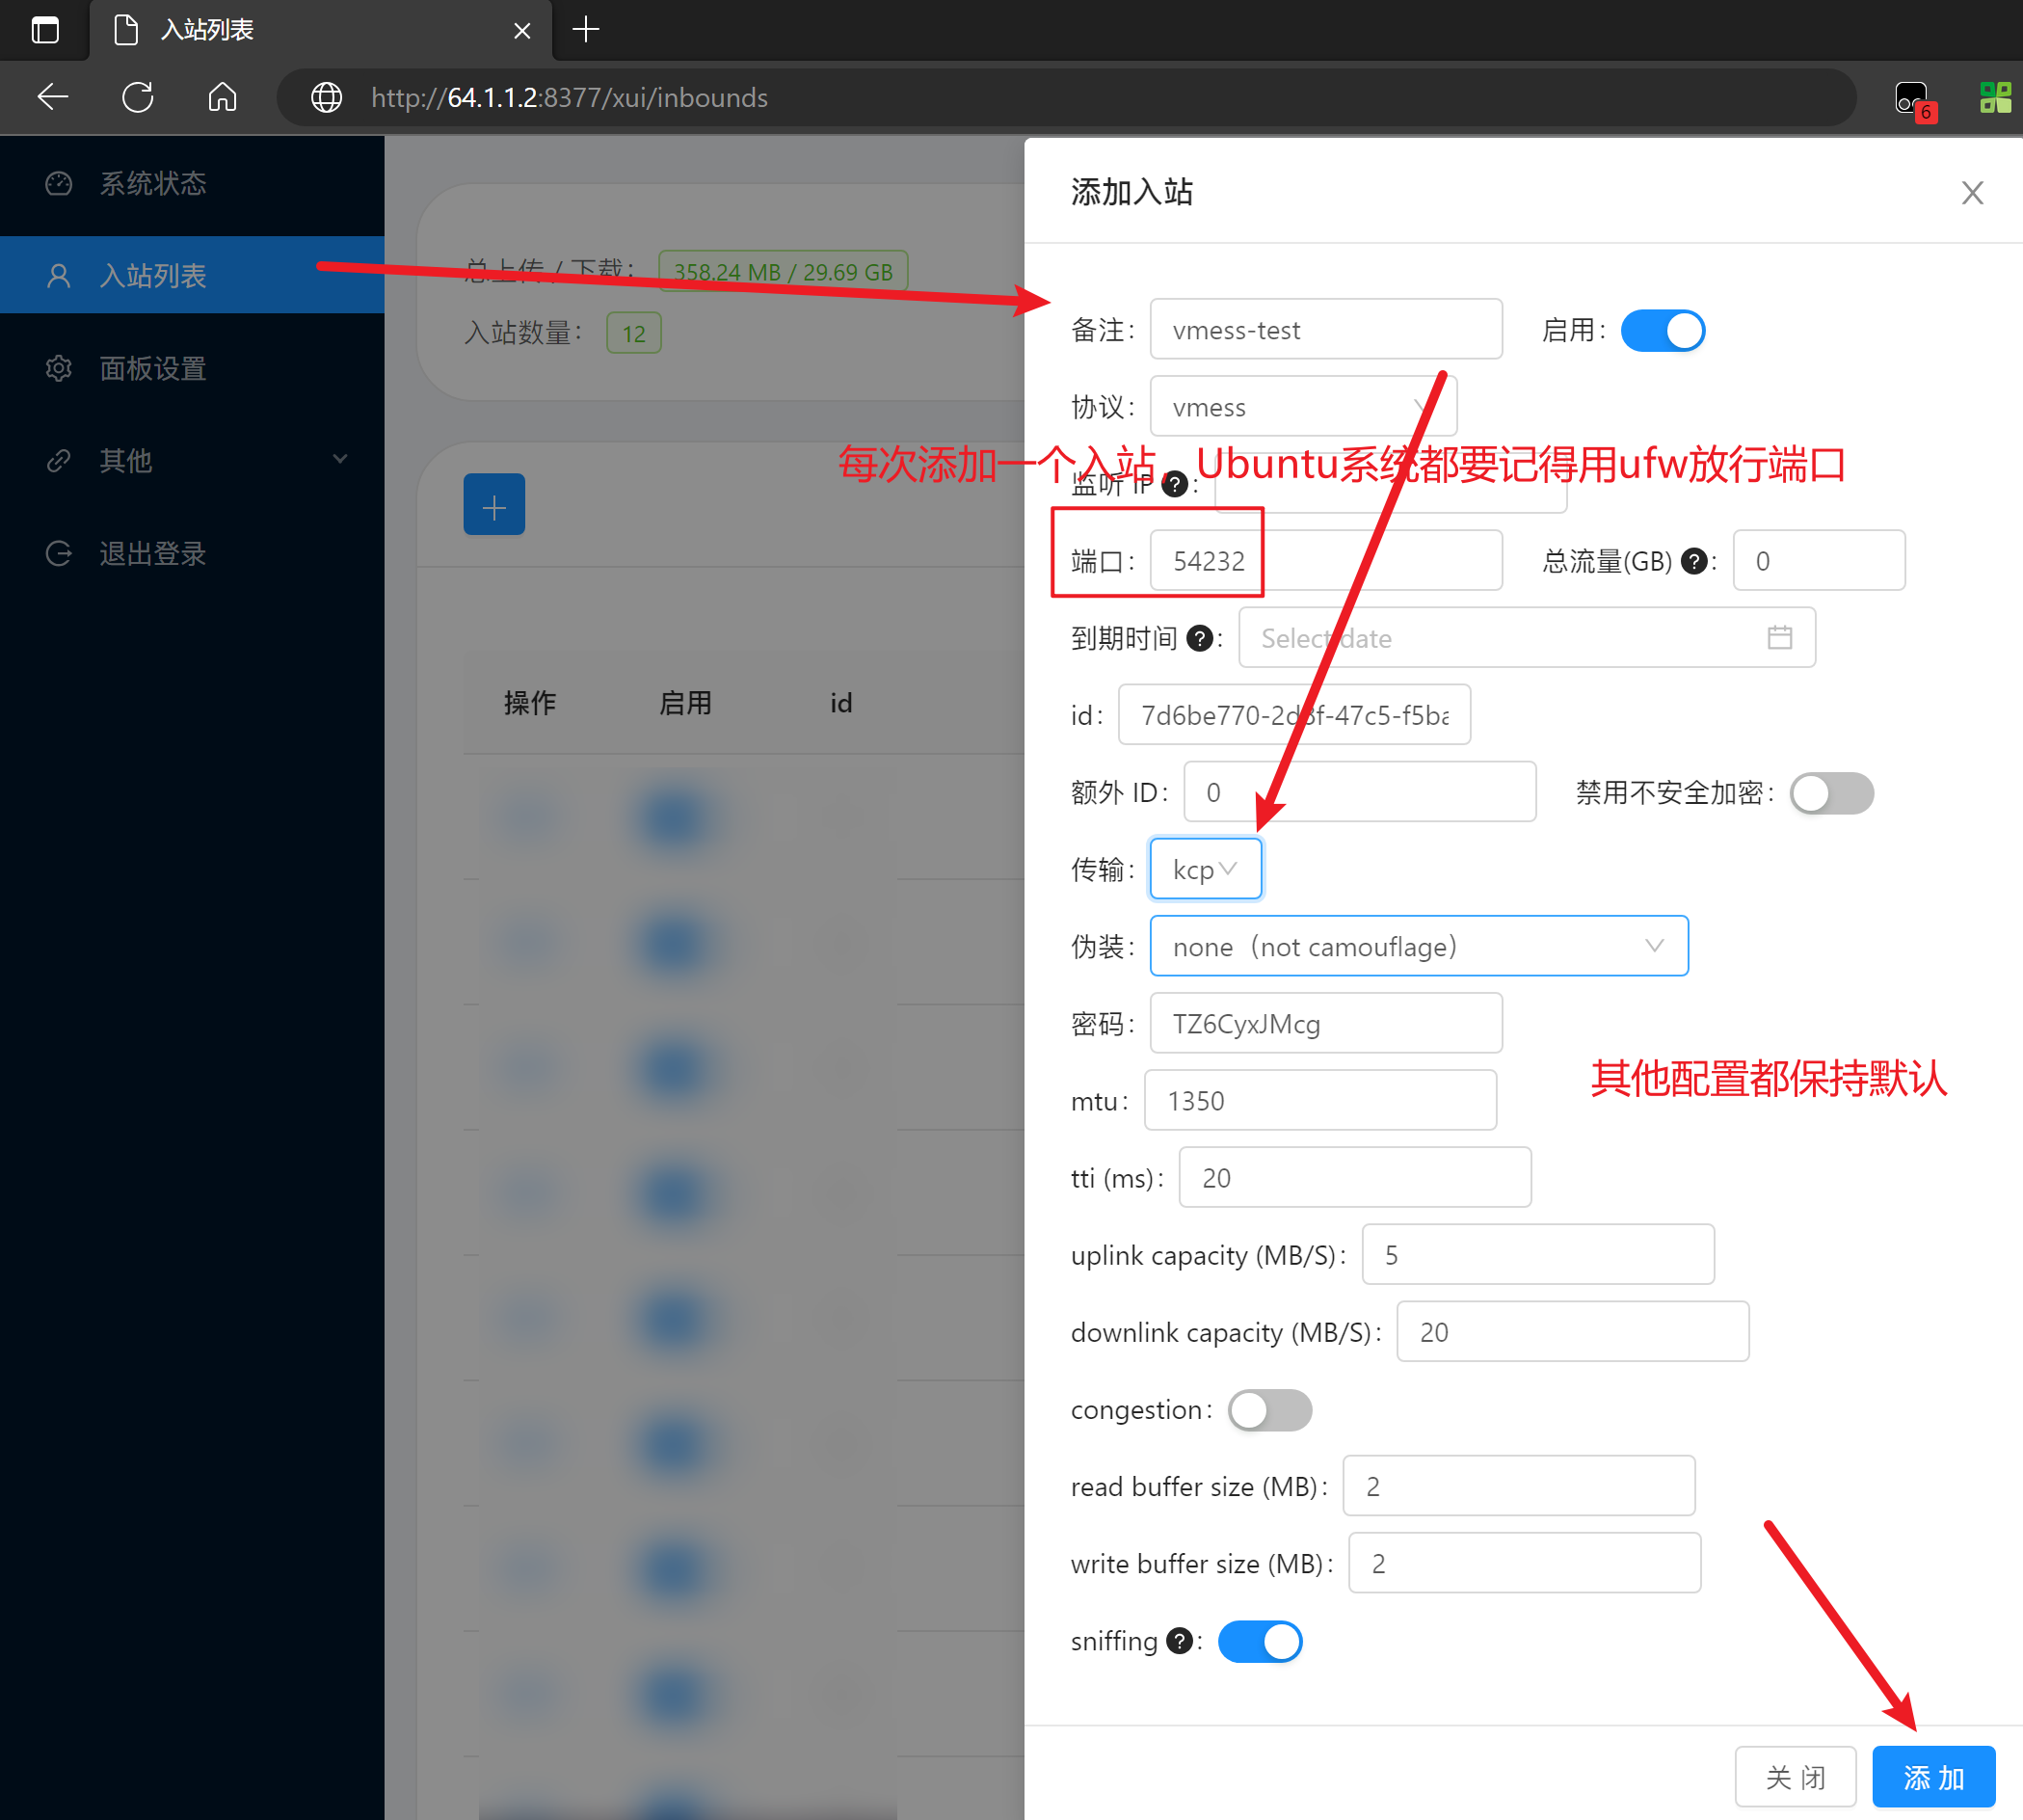 入站列表
http://64.1.1.2:8377/xui/inbounds
6
系统状态
入站列表
面板设置
其他
退出登录
总上传 / 下载： 358.24 MB / 29.69 GB
入站数量： 12
操作 启用 id
添加入站
备注： vmess-test 启用：
协议： vmess
每次添加一个入站，Ubuntu系统都要记得用ufw放行端口
监听 IP ?：
端口： 54232 总流量(GB) ?： 0
到期时间 ?： Select date
id： 7d6be770-2d8f-47c5-f5ba
额外 ID： 0 禁用不安全加密：
传输： kcp
伪装： none（not camouflage）
密码： TZ6CyxJMcg
其他配置都保持默认
mtu： 1350
tti (ms)： 20
uplink capacity (MB/S)： 5
downlink capacity (MB/S)： 20
congestion：
read buffer size (MB)： 2
write buffer size (MB)： 2
sniffing ?：
关 闭 添 加